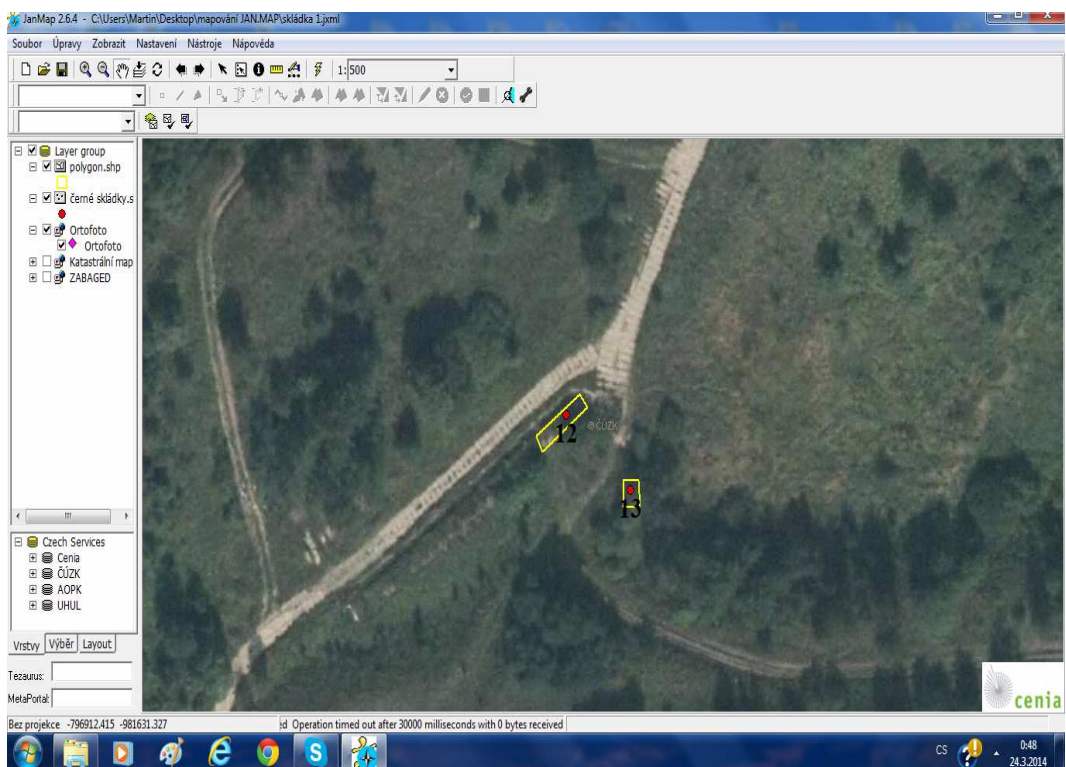 JanMap 2.6.4 - C:\Users\Martin\Desktop\mapování JAN.MAP\skládka 1.jxml
Soubor Úpravy Zobrazit Nastavení Nástroje Nápověda
1:500
Layer group
polygon.shp
černé skládky.s
Ortofoto
Ortofoto
Katastrální map
ZABAGED
12
©ČÚZK
13
Czech Services
Cenia
ČÚZK
AOPK
UHUL
Vrstvy Výběr Layout
Tezaurus:
MetaPortal:
cenia
Bez projekce -796912.415 -981631.327 ed Operation timed out after 30000 milliseconds with 0 bytes received
CS 0:48
24.3.2014